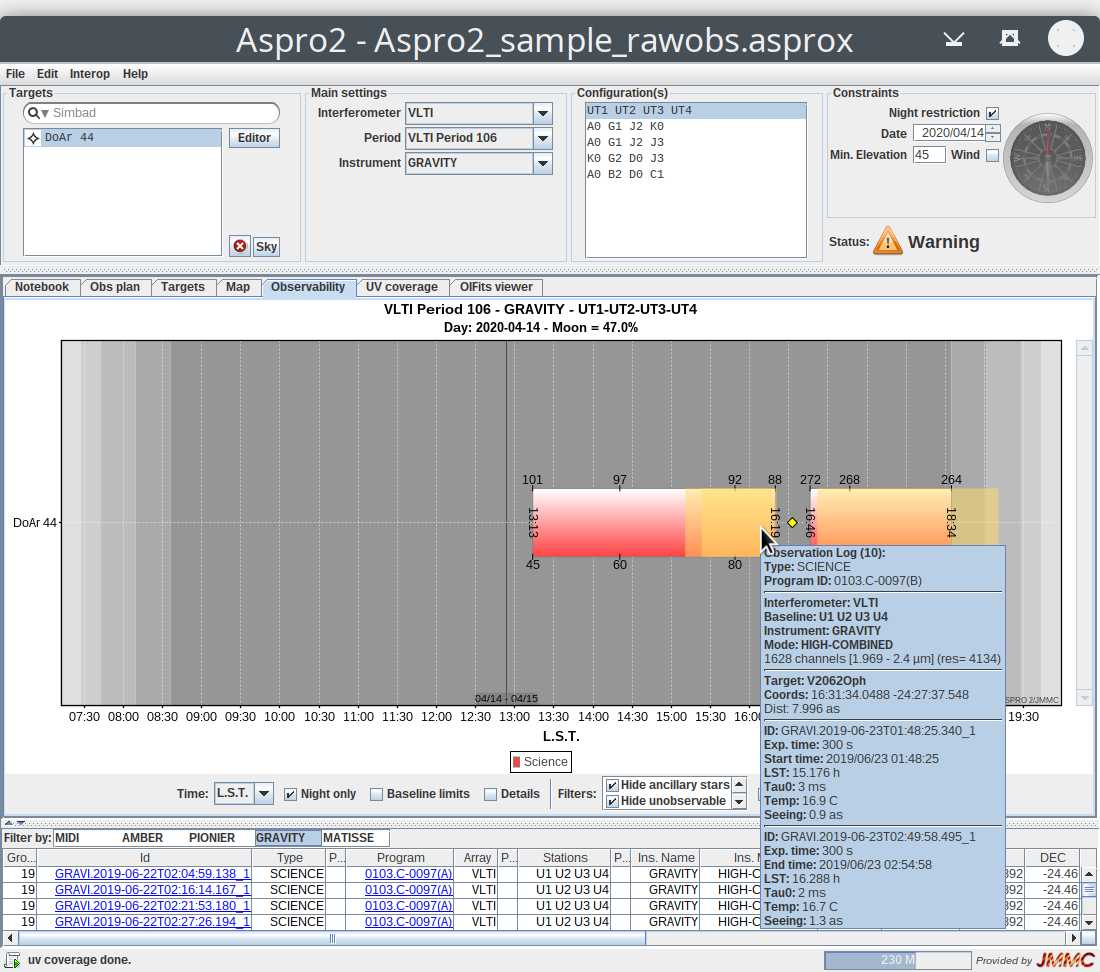 Aspro2 - Aspro2_sample_rawobs.asprox
File Edit Interop Help
Targets
Simbad
DoAr 44
Editor
Sky
Main settings
Interferometer VLTI
Period VLTI Period 106
Instrument GRAVITY
Configuration(s)
UT1 UT2 UT3 UT4
A0 G1 J2 K0
A0 G1 J2 J3
K0 G2 D0 J3
A0 B2 D0 C1
Constraints
Night restriction
Date 2020/04/14
Min. Elevation 45 Wind
Status: Warning
Notebook Obs plan Targets Map Observability UV coverage OIFits viewer
VLTI Period 106 - GRAVITY - UT1-UT2-UT3-UT4
Day: 2020-04-14 - Moon = 47.0%
101 97 92 88 272 268 264
DoAr 44
13:13 16:19 16:46 18:34
45 60 80
04/14 - 04/15
SPRO 2/JMMC
07:30 08:00 08:30 09:00 09:30 10:00 10:30 11:00 11:30 12:00 12:30 13:00 13:30 14:00 14:30 15:00 15:30 16:0 19:30
L.S.T.
Science
Observation Log (10):
Type: SCIENCE
Program ID: 0103.C-0097(B)
Interferometer: VLTI
Baseline: U1 U2 U3 U4
Instrument: GRAVITY
Mode: HIGH-COMBINED
1628 channels [1.969 - 2.4 µm] (res= 4134)
Target: V2062Oph
Coords: 16:31:34.0488 -24:27:37.548
Dist: 7.996 as
ID: GRAVI.2019-06-23T01:48:25.340_1
Exp. time: 300 s
Start time: 2019/06/23 01:48:25
LST: 15.176 h
Tau0: 3 ms
Temp: 16.9 C
Seeing: 0.9 as
ID: GRAVI.2019-06-23T02:49:58.495_1
Exp. time: 300 s
End time: 2019/06/23 02:54:58
LST: 16.288 h
Tau0: 2 ms
Temp: 16.7 C
Seeing: 1.3 as
Time: L.S.T. Night only Baseline limits Details Filters: Hide ancillary stars
Hide unobservable
Filter by: MIDI AMBER PIONIER GRAVITY MATISSE
Gro... Id Type P... Program Array P... Stations P... Ins. Name Ins. M DEC
19 GRAVI.2019-06-22T02:04:59.138_1 SCIENCE 0103.C-0097(A) VLTI U1 U2 U3 U4 GRAVITY HIGH-C 392 -24.46
19 GRAVI.2019-06-22T02:16:14.167_1 SCIENCE 0103.C-0097(A) VLTI U1 U2 U3 U4 GRAVITY HIGH-C 392 -24.46
19 GRAVI.2019-06-22T02:21:53.180_1 SCIENCE 0103.C-0097(A) VLTI U1 U2 U3 U4 GRAVITY HIGH-C 392 -24.46
19 GRAVI.2019-06-22T02:27:26.194_1 SCIENCE 0103.C-0097(A) VLTI U1 U2 U3 U4 GRAVITY HIGH-C 392 -24.46
uv coverage done.
230 M
Provided by JMMC